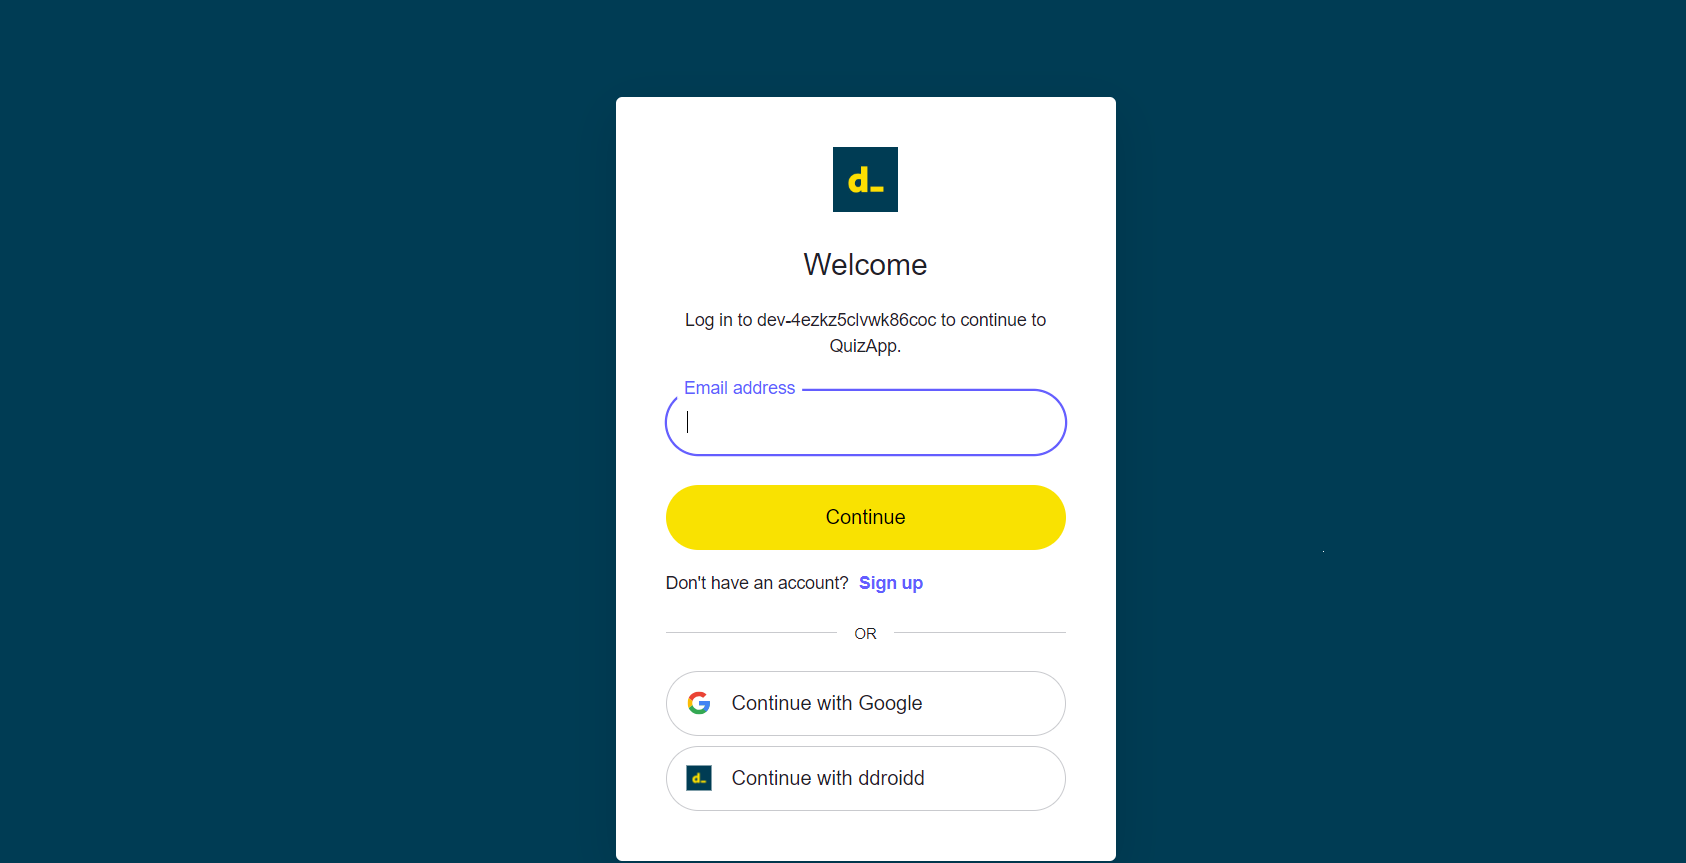 d_
Welcome
Log in to dev-4ezkz5clvwk86coc to continue to
QuizApp.
Email address
Continue
Don't have an account? Sign up
OR
Continue with Google
d_ Continue with ddroidd